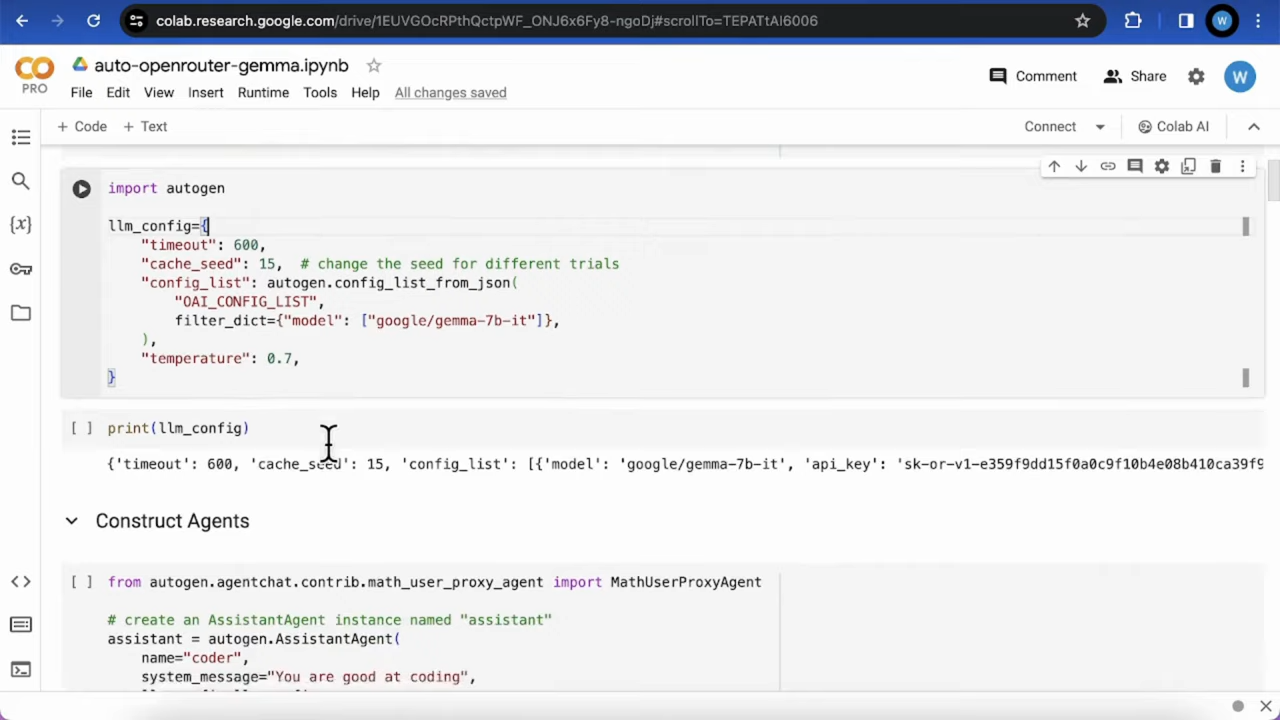 colab.research.google.com/drive/1EUVGOcRPthQctpWF_ONJ6x6Fy8-ngoDj#scrollTo=TEPATtAl6006
W
CO
PRO
auto-openrouter-gemma.ipynb
File Edit View Insert Runtime Tools Help All changes saved
Comment
Share
W
+ Code + Text
Connect
Colab AI
import autogen
llm_config={
"timeout": 600,
"cache_seed": 15, # change the seed for different trials
"config_list": autogen.config_list_from_json(
"OAI_CONFIG_LIST",
filter_dict={"model": ["google/gemma-7b-it"]},
),
"temperature": 0.7,
}
[ ] print(llm_config)
{'timeout': 600, 'cache_seed': 15, 'config_list': [{'model': 'google/gemma-7b-it', 'api_key': 'sk-or-v1-e359f9dd15f0a0c9f10b4e08b410ca39f9
Construct Agents
[ ] from autogen.agentchat.contrib.math_user_proxy_agent import MathUserProxyAgent
# create an AssistantAgent instance named "assistant"
assistant = autogen.AssistantAgent(
name="coder",
system_message="You are good at coding",